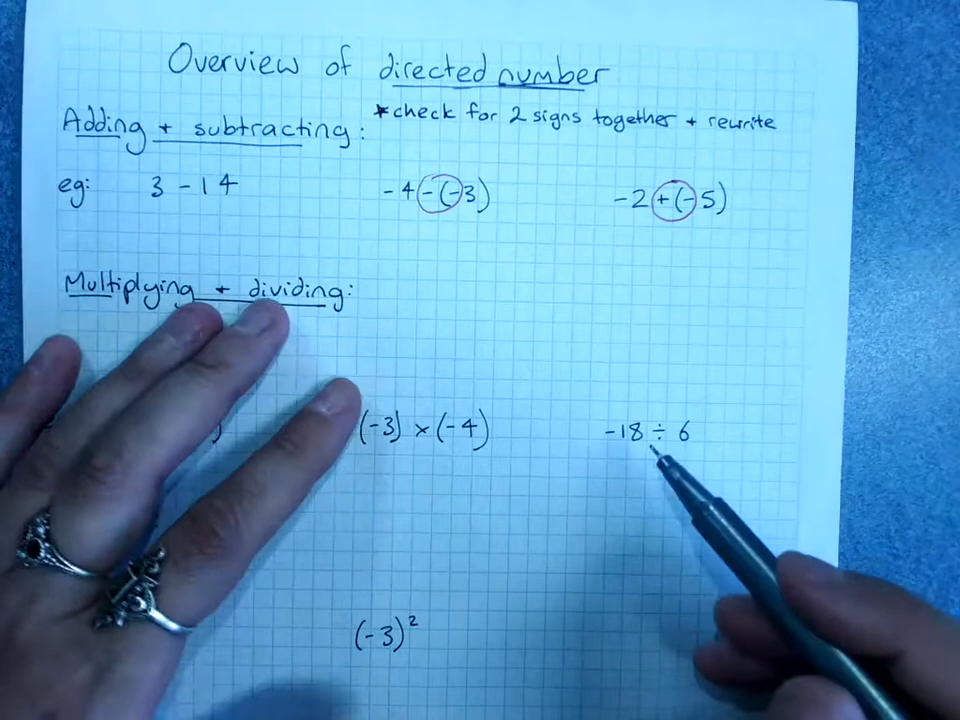 Overview of directed number
Adding + subtracting: *check for 2 signs together + rewrite
eg: 3 - 14 -4 - (-3) -2 + (-5)
Multiplying + dividing:
) (-3) × (-4) -18 ÷ 6
(-3)²